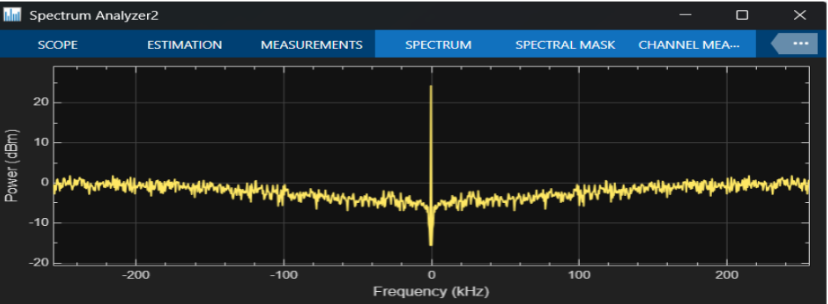 Spectrum Analyzer2
SCOPE ESTIMATION MEASUREMENTS SPECTRUM SPECTRAL MASK CHANNEL MEA...
20
10
0
-10
-20
Power (dBm)
-200 -100 0 100 200
Frequency (kHz)